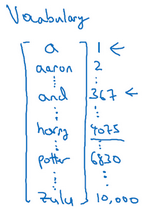 Vocabulary
a 1 ←
aaron 2
⋮ ⋮
and 367 ←
⋮ ⋮
harry 4075
⋮ ⋮
potter 6830
⋮ ⋮
zulu 10,000